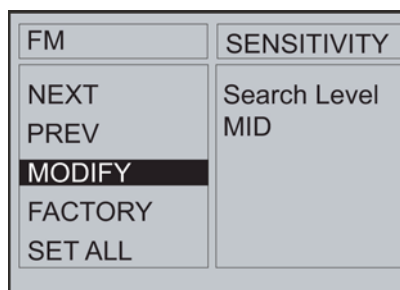 FM
SENSITIVITY
NEXT
PREV
MODIFY
FACTORY
SET ALL
Search Level
MID